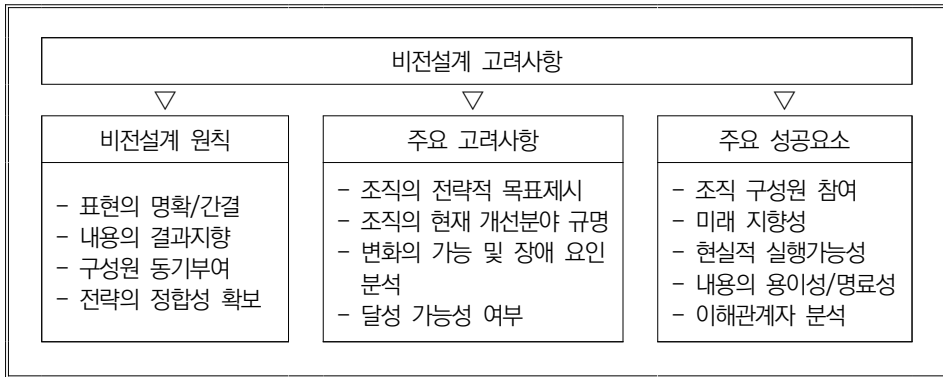 비전설계 고려사항
▽ ▽ ▽
비전설계 원칙
- 표현의 명확/간결
- 내용의 결과지향
- 구성원 동기부여
- 전략의 정합성 확보
주요 고려사항
- 조직의 전략적 목표제시
- 조직의 현재 개선분야 규명
- 변화의 가능 및 장애 요인
분석
- 달성 가능성 여부
주요 성공요소
- 조직 구성원 참여
- 미래 지향성
- 현실적 실행가능성
- 내용의 용이성/명료성
- 이해관계자 분석